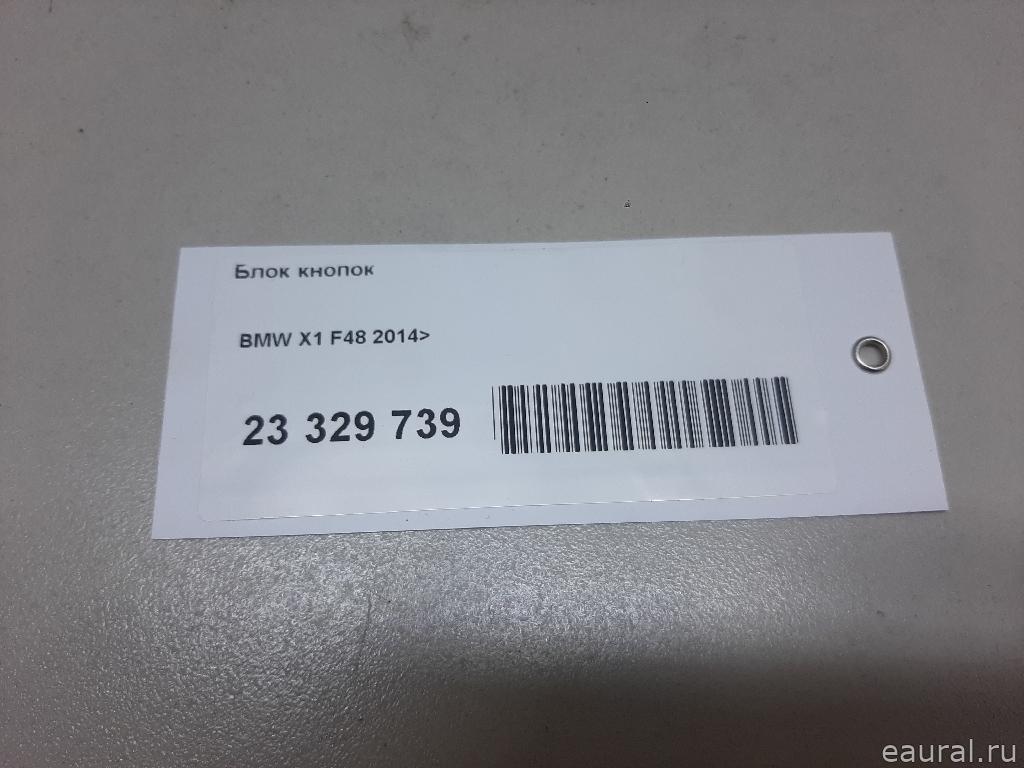 Блок кнопок
BMW X1 F48 2014>
23 329 739
eaural.ru